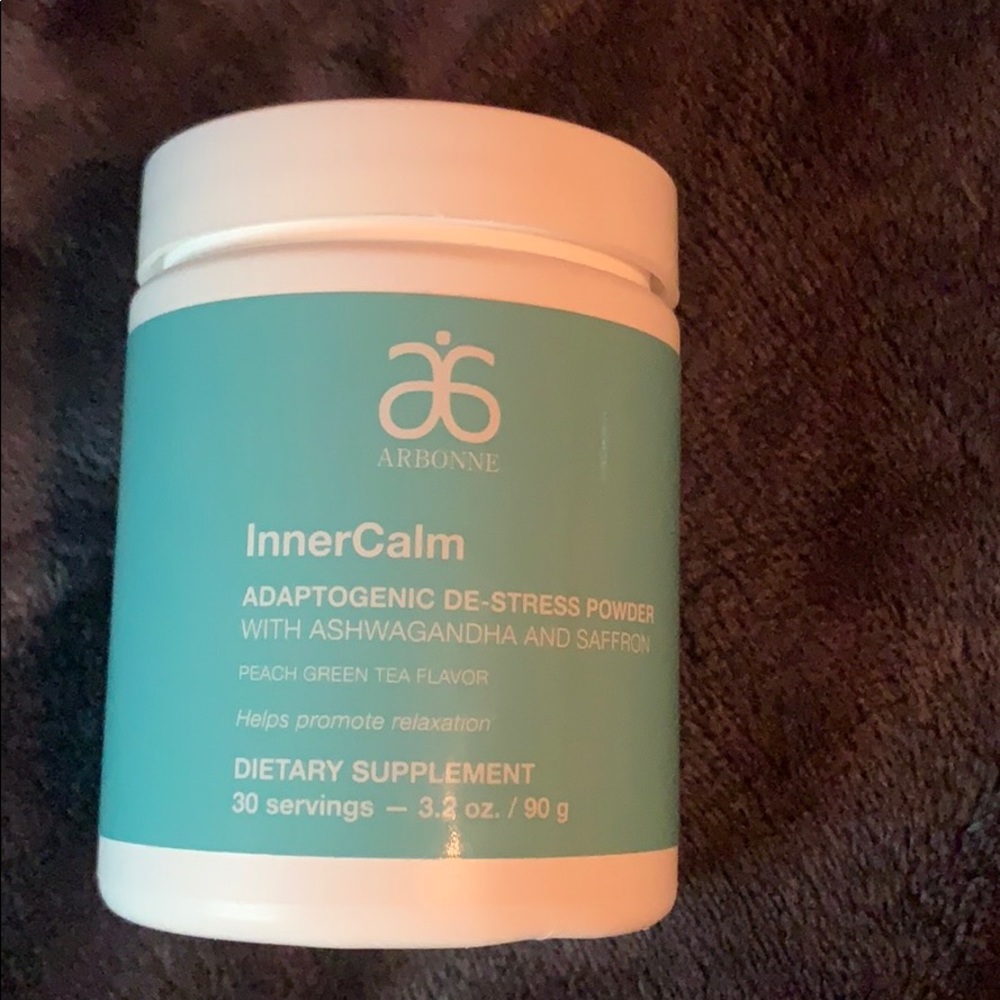 ARBONNE
InnerCalm
ADAPTOGENIC DE-STRESS POWDER
WITH ASHWAGANDHA AND SAFFRON
PEACH GREEN TEA FLAVOR
Helps promote relaxation
DIETARY SUPPLEMENT
30 servings — 3.2 oz. / 90 g